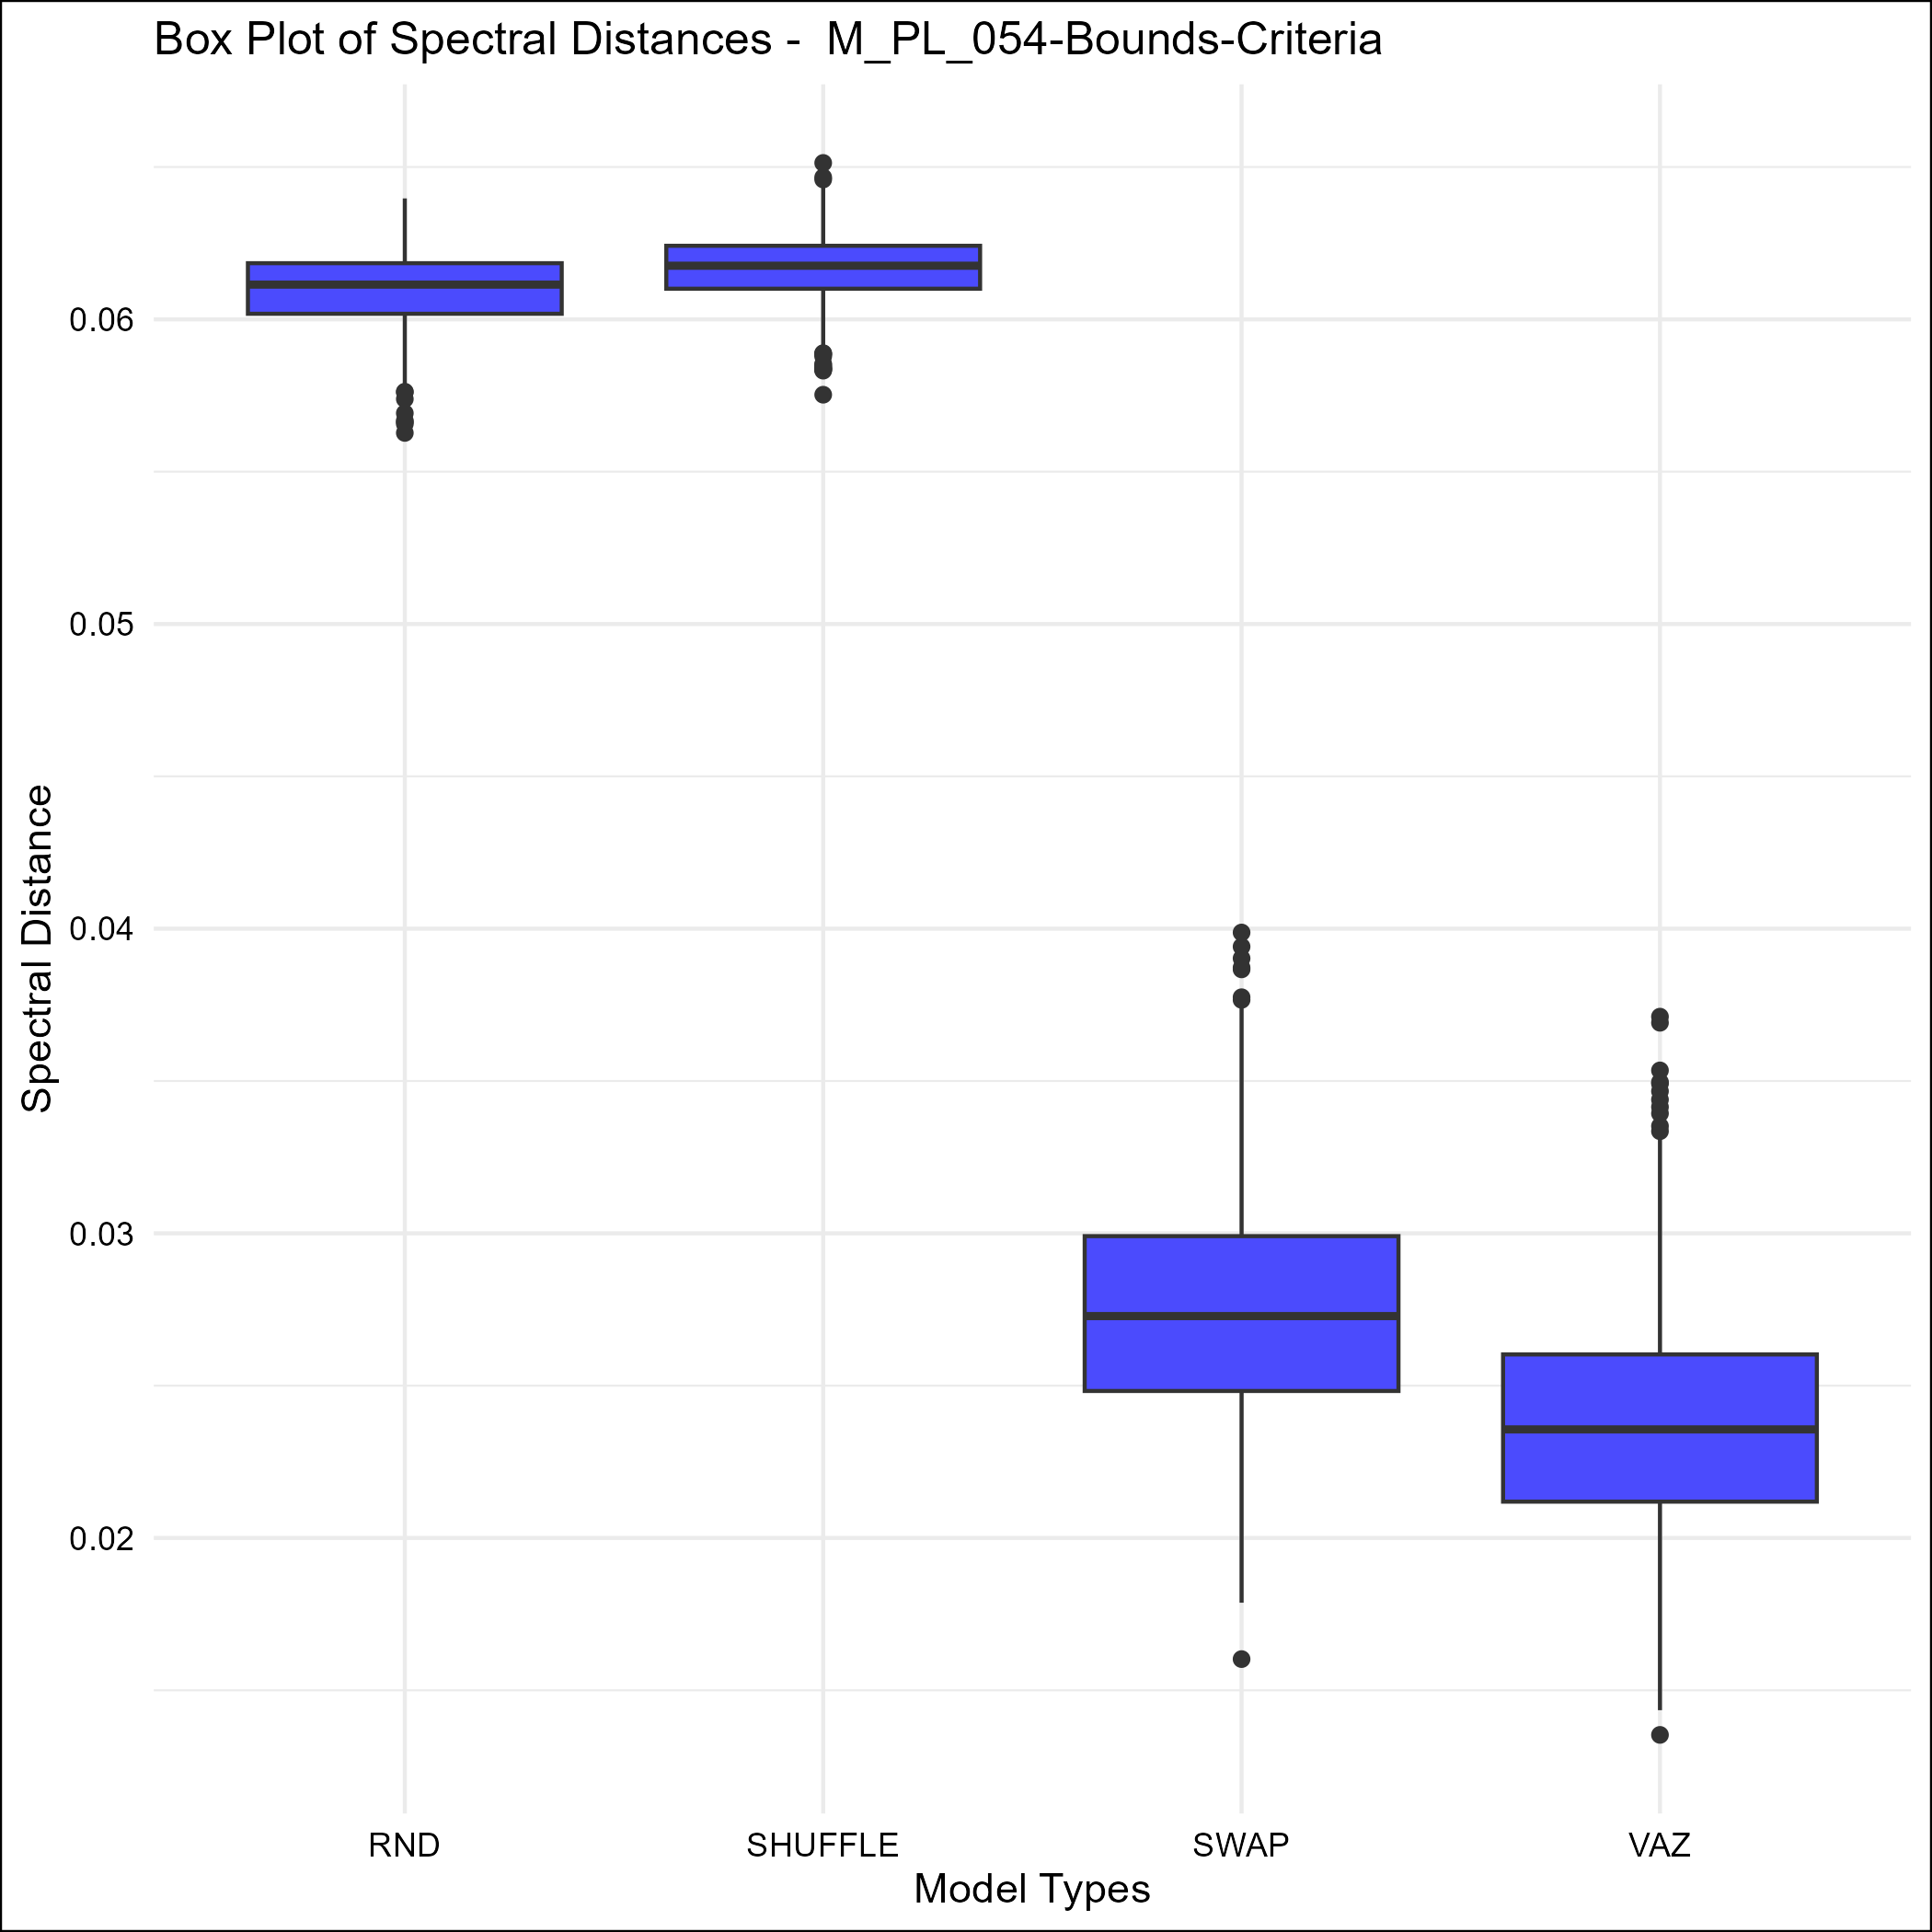 Box Plot of Spectral Distances -  M_PL_054-Bounds-Criteria
Spectral Distance
0.06
0.05
0.04
0.03
0.02
RND
SHUFFLE
SWAP
VAZ
Model Types